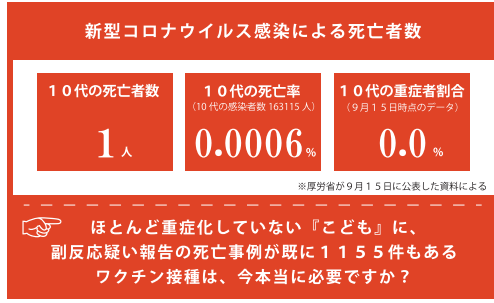 新型コロナウイルス感染による死亡者数
１０代の死亡者数
１人
１０代の死亡率
（10代の感染者数163115人）
0.0006％
１０代の重症者割合
（９月１５日時点のデータ）
0.0％
※厚労省が９月１５日に公表した資料による
ほとんど重症化していない『こども』に、
副反応疑い報告の死亡事例が既に１１５５件もある
ワクチン接種は、今本当に必要ですか？